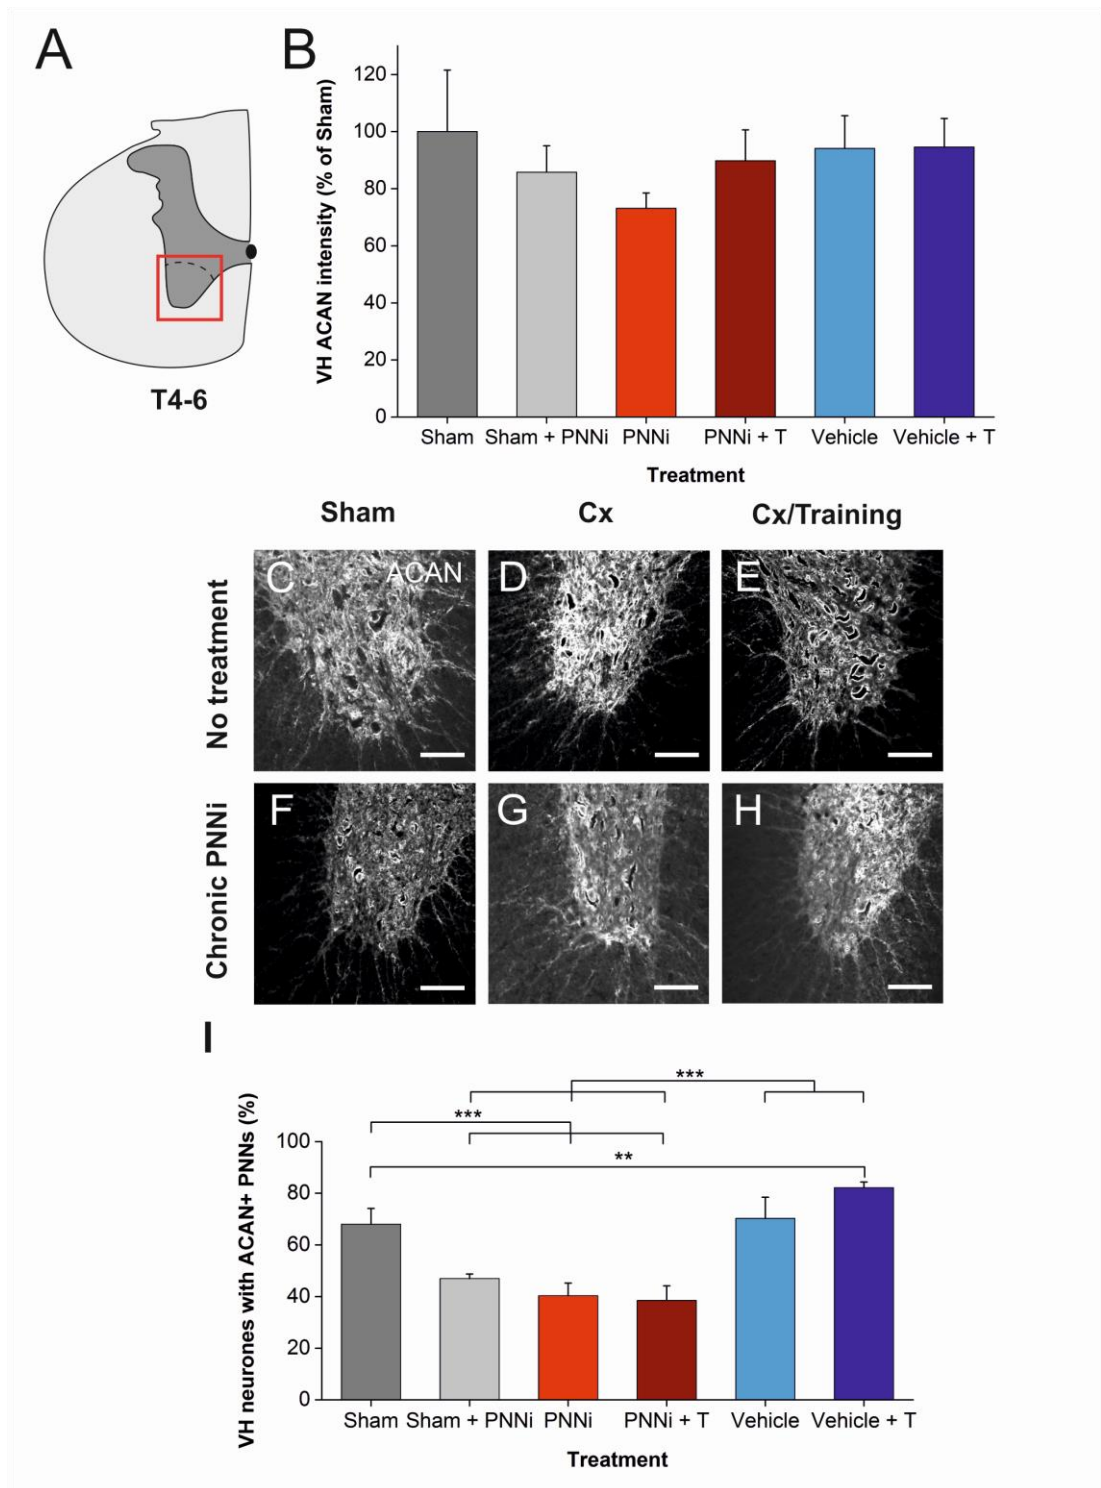 A
T4-6
B
VH ACAN intensity (% of Sham)
120
100
80
60
40
20
0
Sham Sham + PNNi PNNi PNNi + T Vehicle Vehicle + T
Treatment
Sham Cx Cx/Training
No treatment
C ACAN D E
Chronic PNNi
F G H
I
VH neurones with ACAN+ PNNs (%)
***
***
**
100
80
60
40
20
0
Sham Sham + PNNi PNNi PNNi + T Vehicle Vehicle + T
Treatment